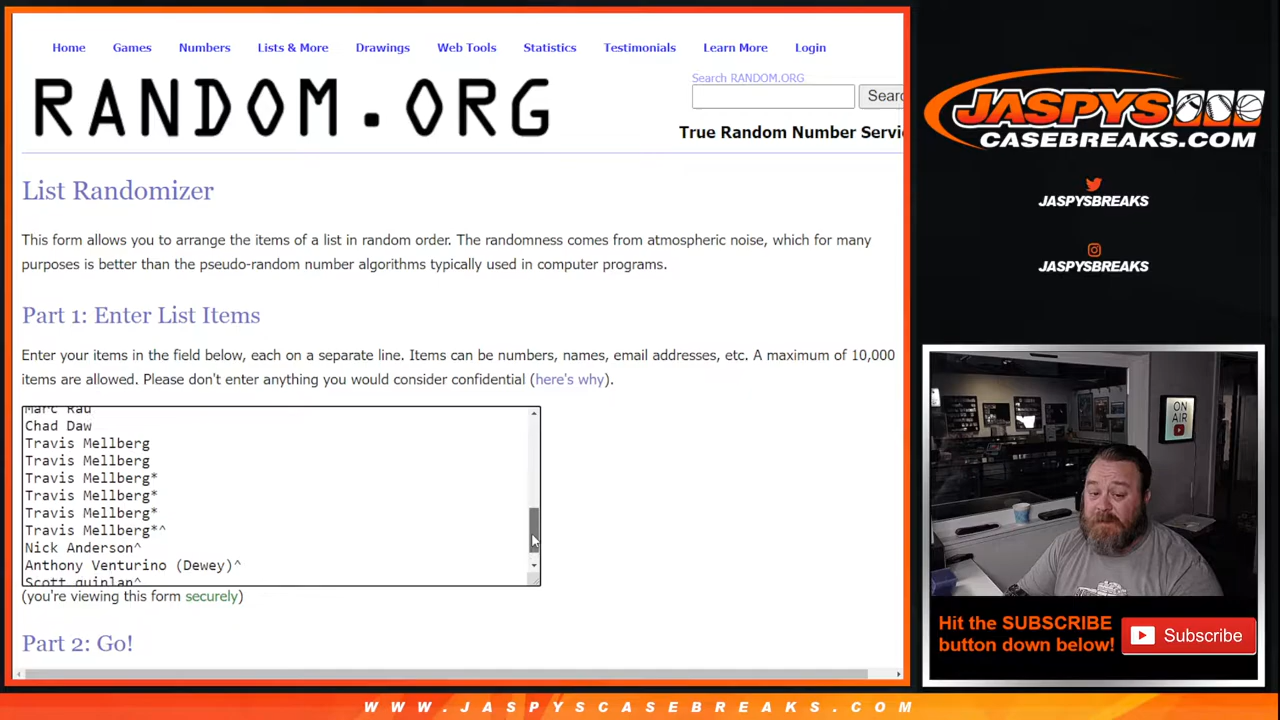 Home Games Numbers Lists & More Drawings Web Tools Statistics Testimonials Learn More Login
RANDOM.ORG
Search RANDOM.ORG
Searc
True Random Number Servi
List Randomizer
This form allows you to arrange the items of a list in random order. The randomness comes from atmospheric noise, which for many
purposes is better than the pseudo-random number algorithms typically used in computer programs.
Part 1: Enter List Items
Enter your items in the field below, each on a separate line. Items can be numbers, names, email addresses, etc. A maximum of 10,000
items are allowed. Please don't enter anything you would consider confidential (here's why).
Marc Rau
Chad Daw
Travis Mellberg
Travis Mellberg
Travis Mellberg*
Travis Mellberg*
Travis Mellberg*
Travis Mellberg*^
Nick Anderson^
Anthony Venturino (Dewey)^
Scott quinlan^
(you're viewing this form securely)
Part 2: Go!
JASPYS
CASEBREAKS.COM
JASPYSBREAKS
JASPYSBREAKS
ON
AIR
Hit the SUBSCRIBE
button down below!
Subscribe
WWW.JASPYSCASEBREAKS.COM